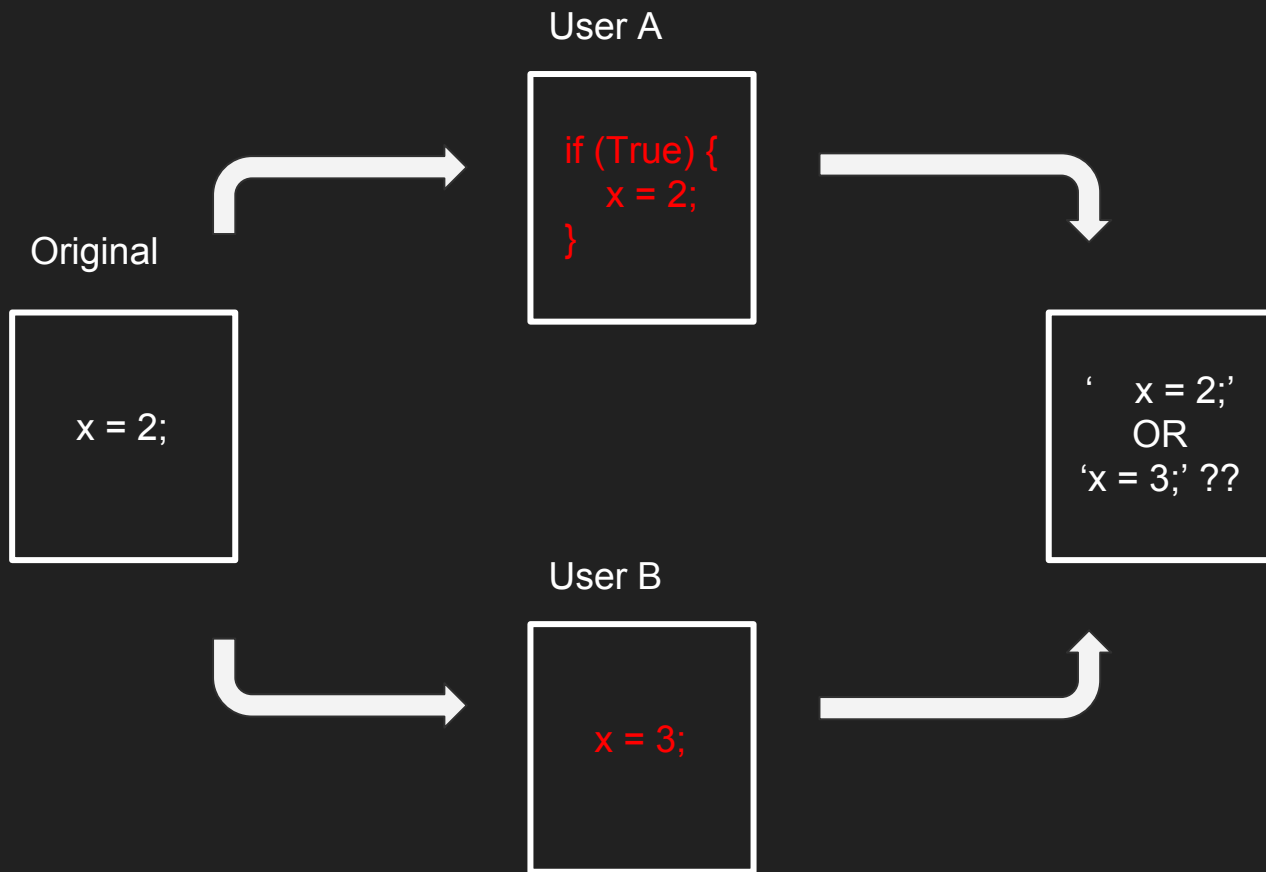 User A
if (True) {
    x = 2;
}
Original
x = 2;
‘    x = 2;’
OR
‘x = 3;’ ??
User B
x = 3;